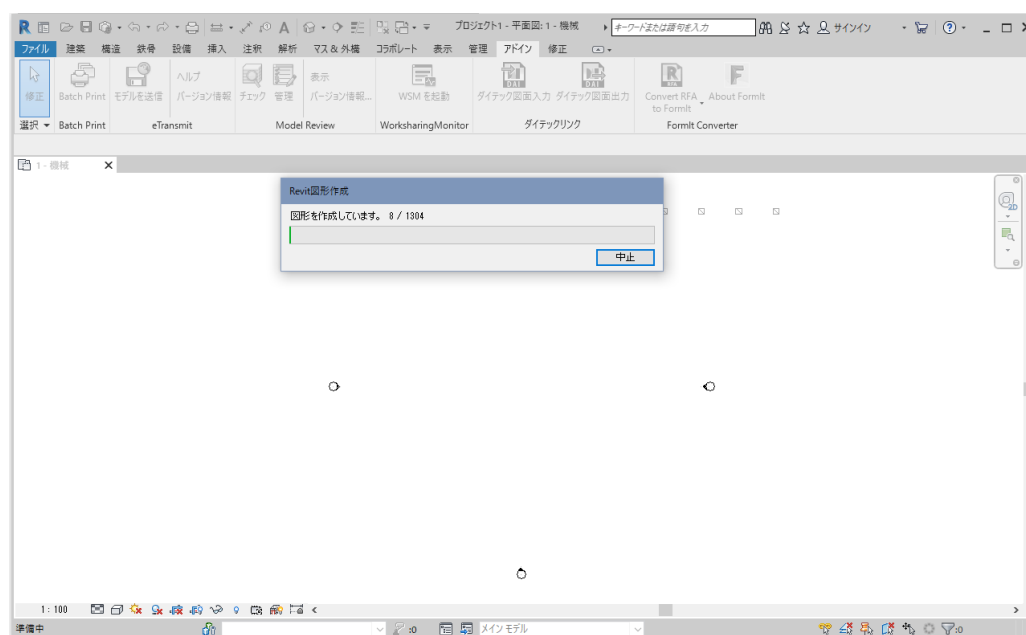 プロジェクト1 - 平面図: 1 - 機械
キーワードまたは語句を入力
サインイン
ファイル 建築 構造 鉄骨 設備 挿入 注釈 解析 マス & 外構 コラボレート 表示 管理 アドイン 修正
修正 Batch Print モデルを送信 ヘルプ バージョン情報 チェック 管理 表示 バージョン情報... WSM を起動 ダイテック図面入力 ダイテック図面出力 Convert RFA to FormIt About FormIt
選択 Batch Print eTransmit Model Review WorksharingMonitor ダイテックリンク FormIt Converter
1 - 機械
Revit図形作成
図形を作成しています。 8 / 1304
中止
2D
1 : 100
準備中 :0 メイン モデル :0